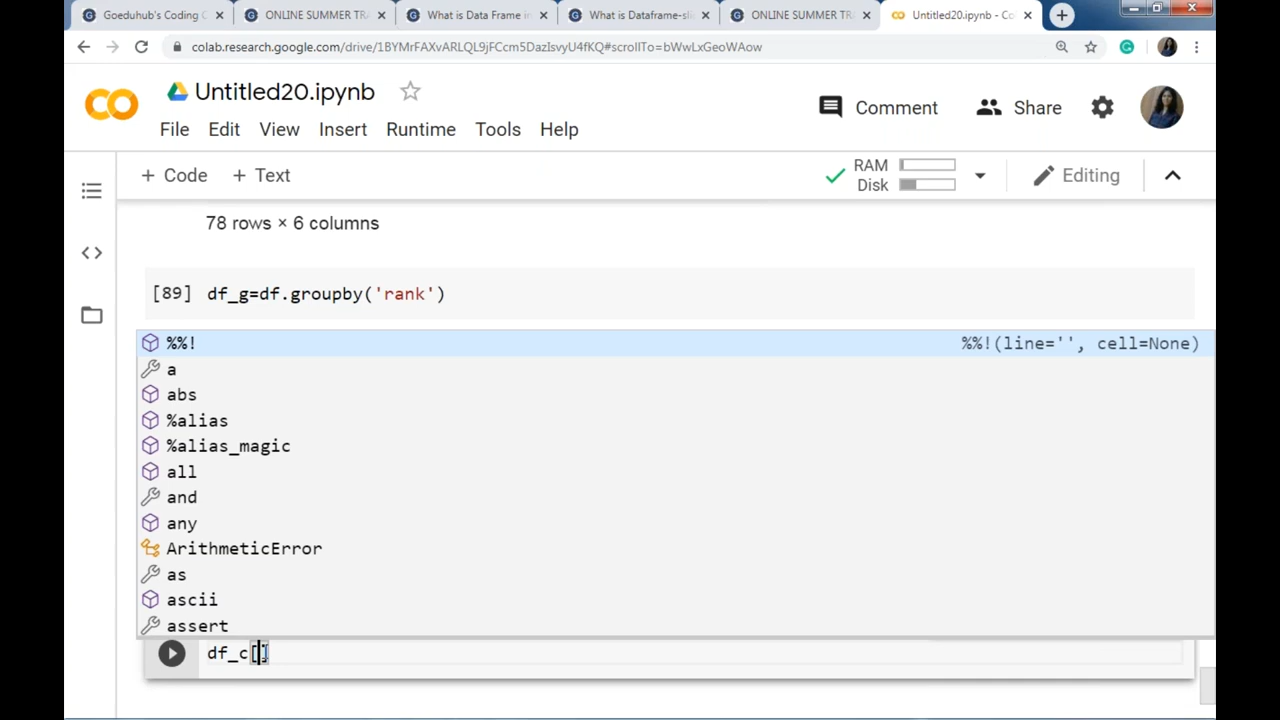 Goeduhub's Coding C
ONLINE SUMMER TRA
What is Data Frame in
What is Dataframe-sli
ONLINE SUMMER TRA
Untitled20.ipynb - Co
colab.research.google.com/drive/1BYMrFAXvARLQL9jFCcm5DazIsvyU4fKQ#scrollTo=bWwLxGeoWAow
Untitled20.ipynb
File Edit View Insert Runtime Tools Help
Comment Share
+ Code + Text
RAM
Disk
Editing
78 rows × 6 columns
[89] df_g=df.groupby('rank')
%%! %%!(line='', cell=None)
a
abs
%alias
%alias_magic
all
and
any
ArithmeticError
as
ascii
assert
df_c[]